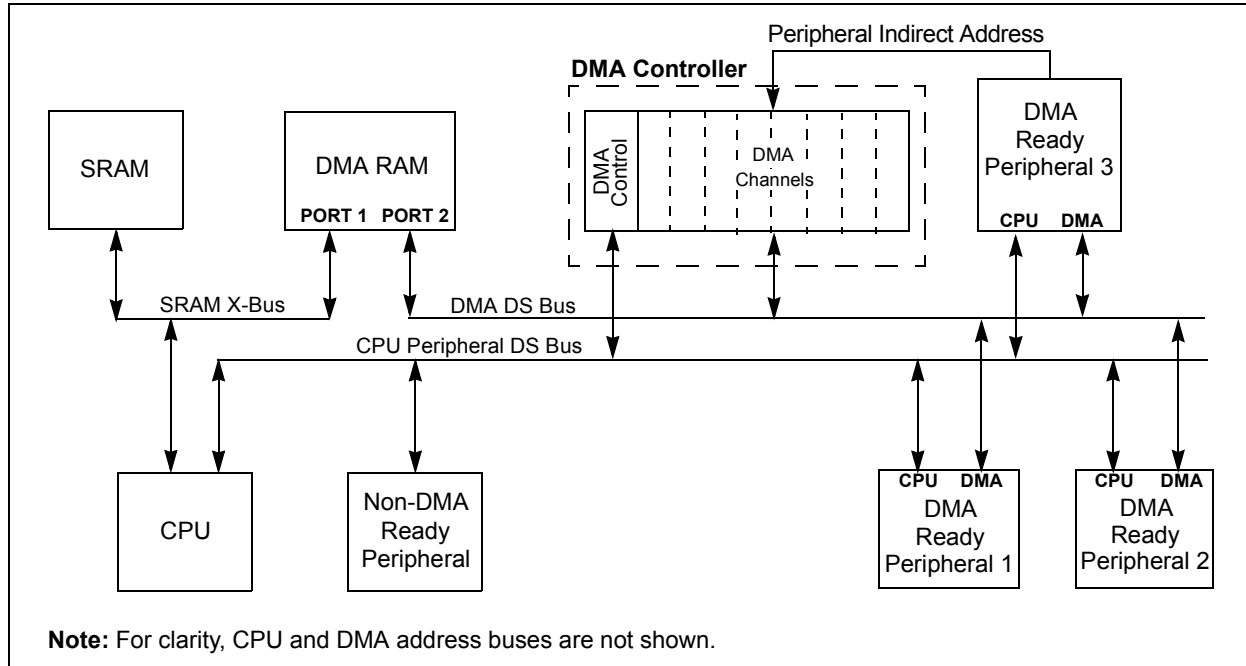 Peripheral Indirect Address
DMA Controller
SRAM
DMA RAM
PORT 1 PORT 2
DMA
Control
DMA
Channels
DMA
Ready
Peripheral 3
CPU DMA
SRAM X-Bus
DMA DS Bus
CPU Peripheral DS Bus
CPU
Non-DMA
Ready
Peripheral
CPU DMA
DMA
Ready
Peripheral 1
CPU DMA
DMA
Ready
Peripheral 2
Note: For clarity, CPU and DMA address buses are not shown.